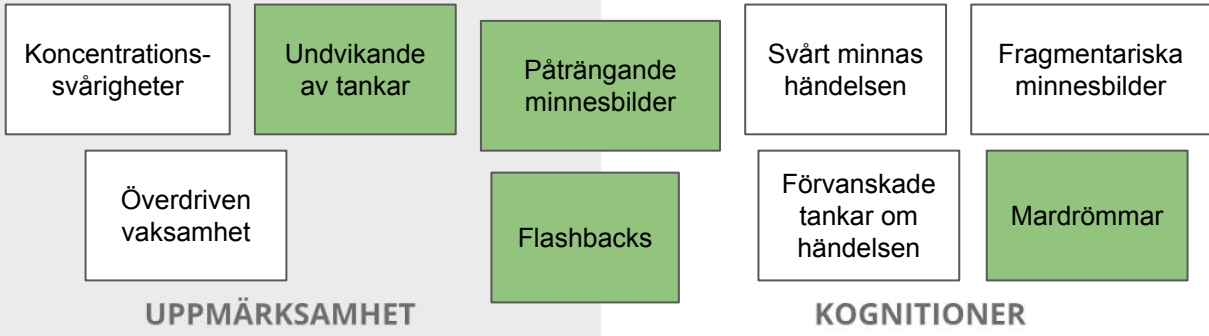 Koncentrations-
svårigheter
Undvikande
av tankar
Påträngande
minnesbilder
Svårt minnas
händelsen
Fragmentariska
minnesbilder
Överdriven
vaksamhet
Flashbacks
Förvanskade
tankar om
händelsen
Mardrömmar
UPPMÄRKSAMHET
KOGNITIONER